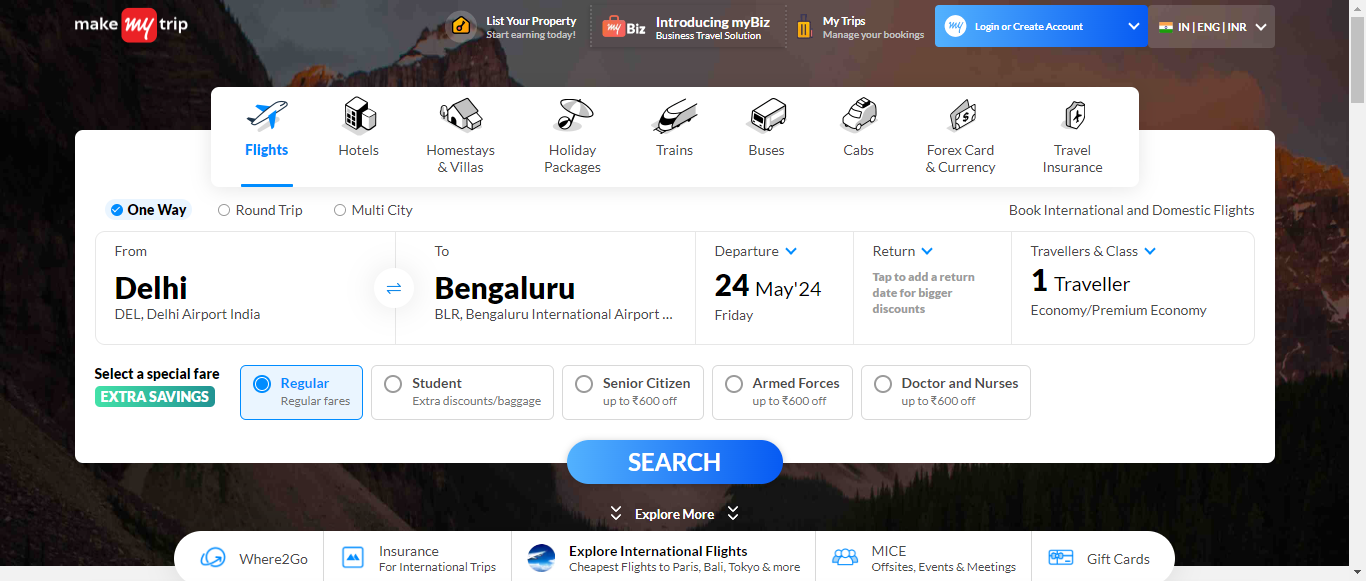 make my trip
List Your Property
Start earning today!
my Biz
Introducing myBiz
Business Travel Solution
My Trips
Manage your bookings
my
Login or Create Account
IN | ENG | INR
Flights
Hotels
Homestays
& Villas
Holiday
Packages
Trains
Buses
Cabs
Forex Card
& Currency
Travel
Insurance
One Way
Round Trip
Multi City
Book International and Domestic Flights
From
Delhi
DEL, Delhi Airport India
To
Bengaluru
BLR, Bengaluru International Airport ...
Departure
24 May'24
Friday
Return
Tap to add a return
date for bigger
discounts
Travellers & Class
1 Traveller
Economy/Premium Economy
Select a special fare
EXTRA SAVINGS
Regular
Regular fares
Student
Extra discounts/baggage
Senior Citizen
up to ₹600 off
Armed Forces
up to ₹600 off
Doctor and Nurses
up to ₹600 off
SEARCH
Explore More
Where2Go
Insurance
For International Trips
Explore International Flights
Cheapest Flights to Paris, Bali, Tokyo & more
MICE
Offsites, Events & Meetings
Gift Cards